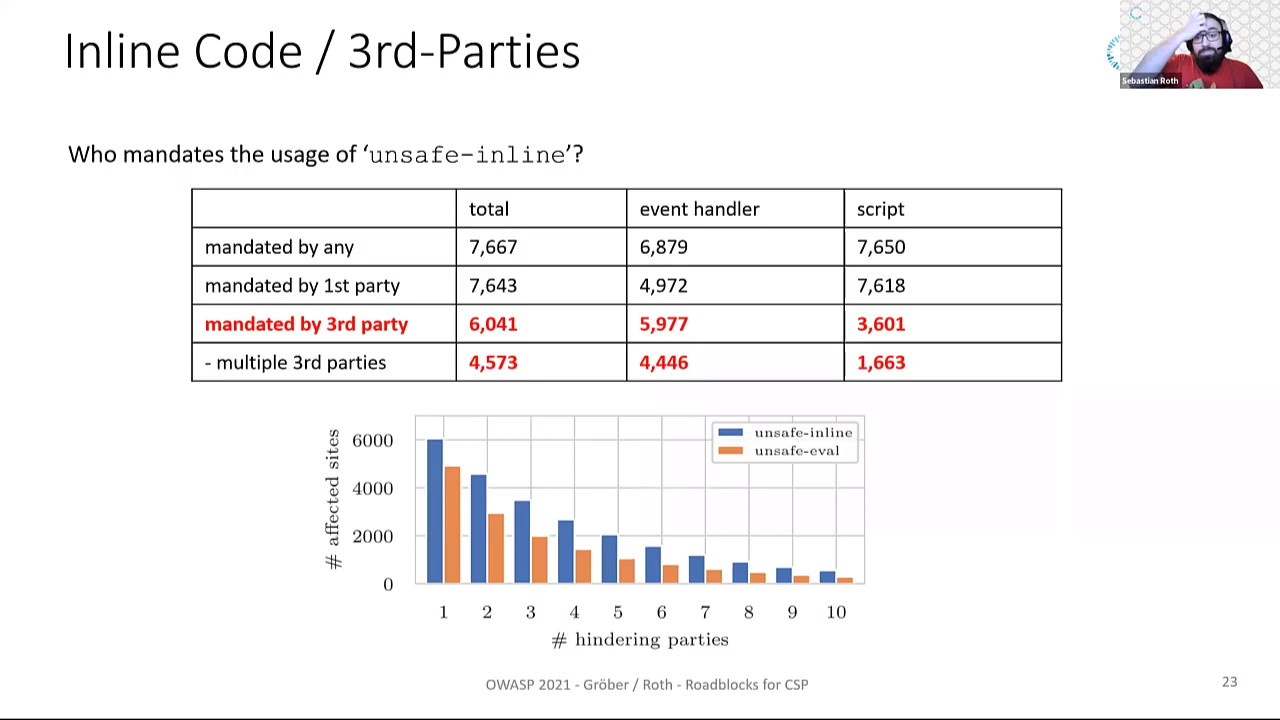 Inline Code / 3rd-Parties
Sebastian Roth
Who mandates the usage of ‘unsafe-inline’?
total event handler script
mandated by any 7,667 6,879 7,650
mandated by 1st party 7,643 4,972 7,618
mandated by 3rd party 6,041 5,977 3,601
- multiple 3rd parties 4,573 4,446 1,663
# affected sites
6000
4000
2000
0
unsafe-inline
unsafe-eval
1 2 3 4 5 6 7 8 9 10
# hindering parties
OWASP 2021 - Gröber / Roth - Roadblocks for CSP
23